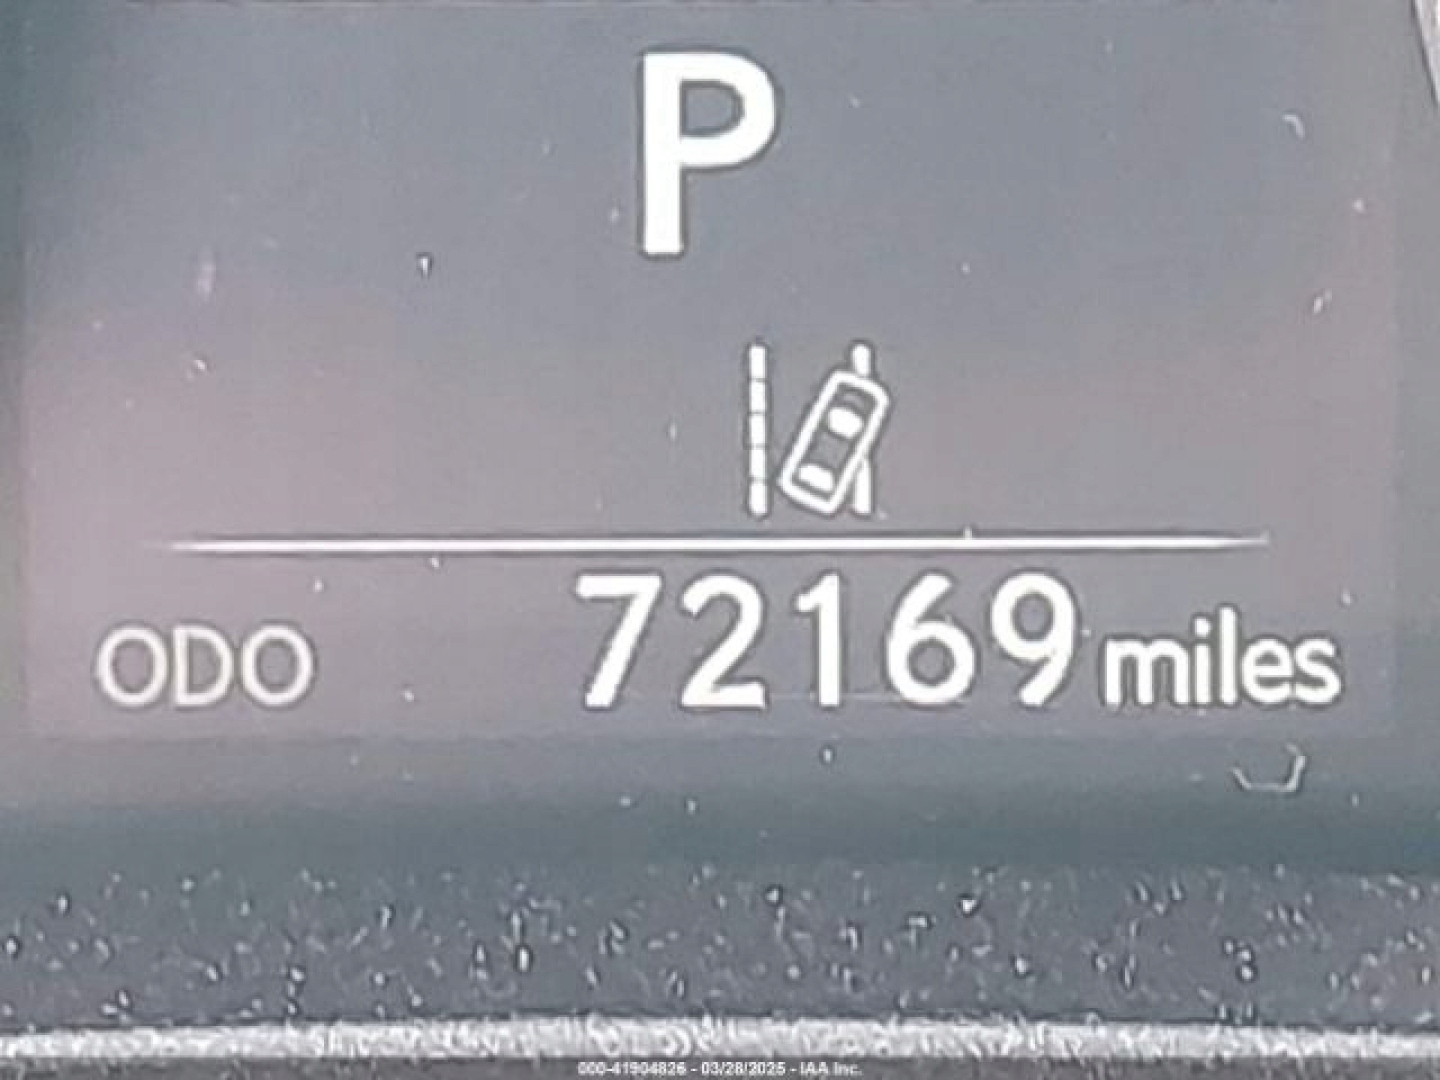 P
ODO 72169 miles
000-41904826 - 03/28/2025 - IAA Inc.